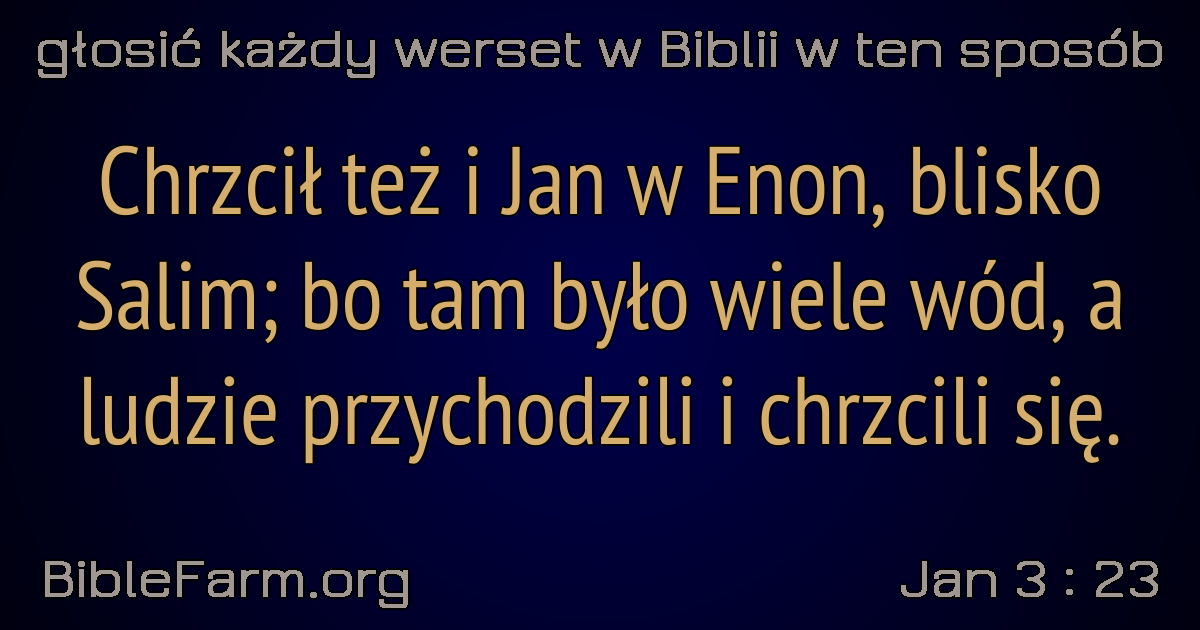 głosić każdy werset w Biblii w ten sposób
Chrzcił też i Jan w Enon, blisko
Salim; bo tam było wiele wód, a
ludzie przychodzili i chrzcili się.
BibleFarm.org
Jan 3 : 23